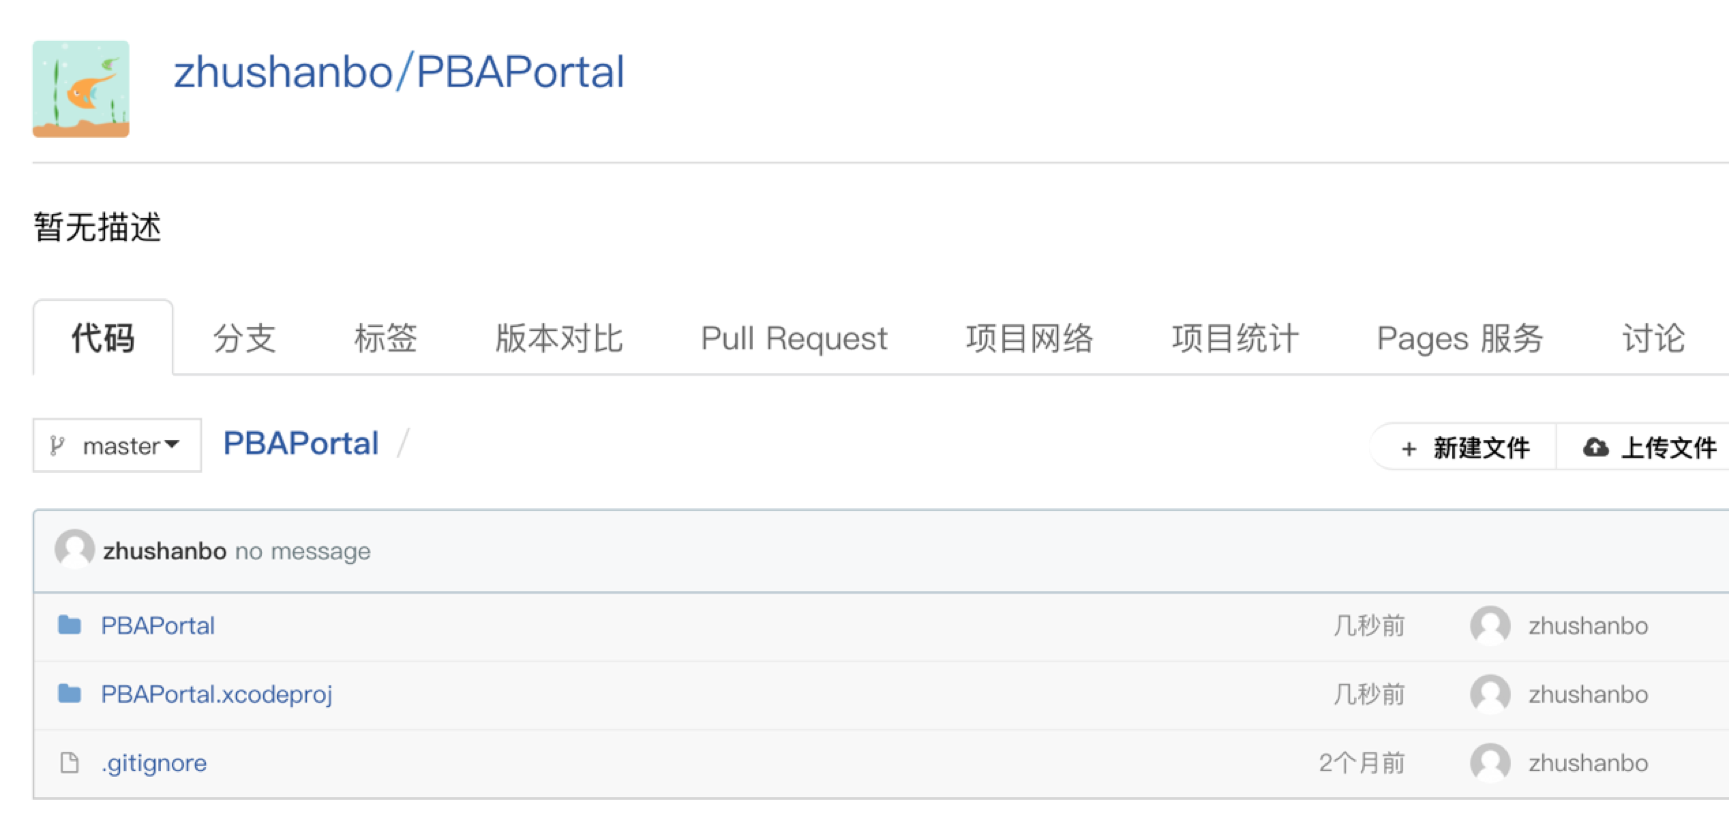 zhushanbo/PBAPortal
暂无描述
代码 分支 标签 版本对比 Pull Request 项目网络 项目统计 Pages 服务 讨论
master PBAPortal / + 新建文件 上传文件
zhushanbo no message
PBAPortal 几秒前 zhushanbo
PBAPortal.xcodeproj 几秒前 zhushanbo
.gitignore 2个月前 zhushanbo